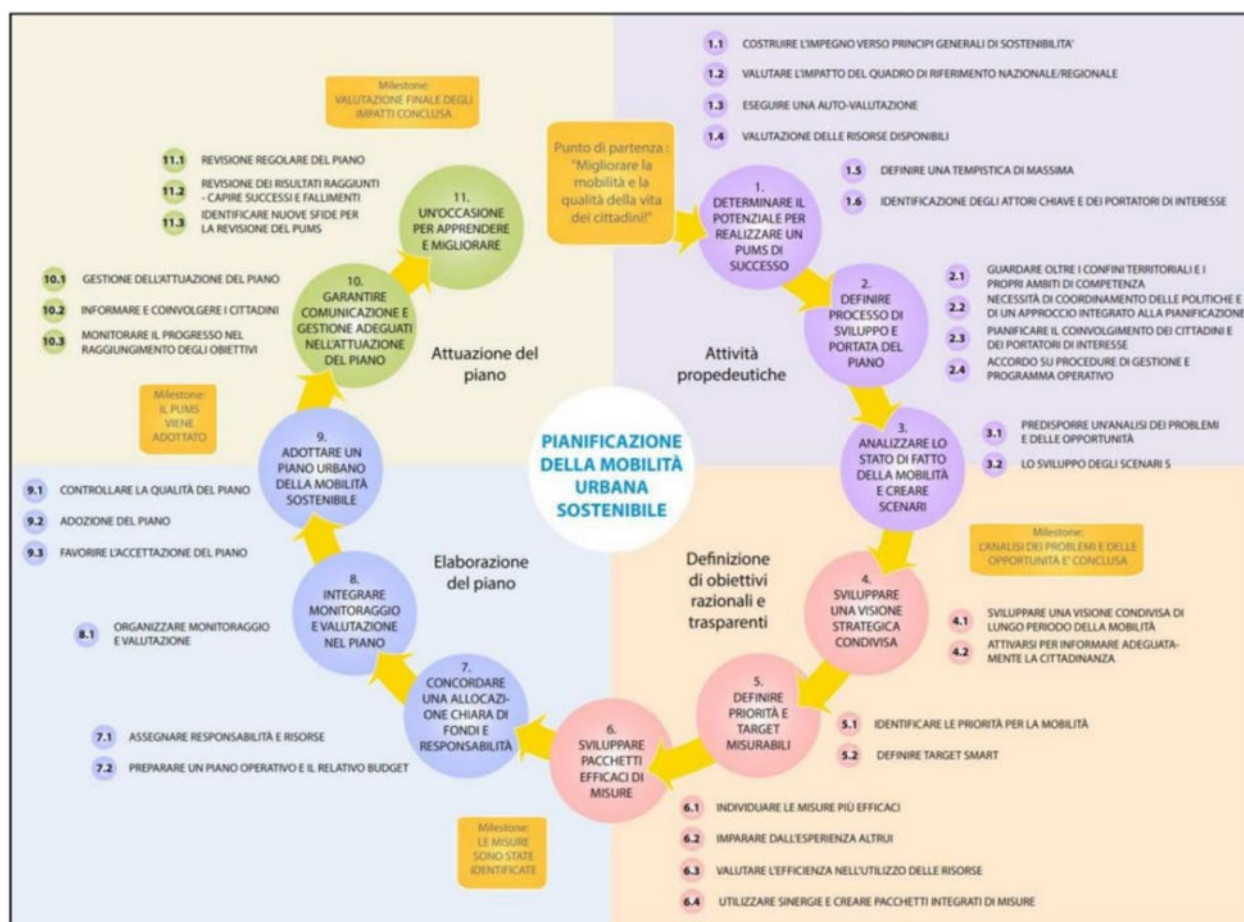 1.1 COSTRUIRE L'IMPEGNO VERSO PRINCIPI GENERALI DI SOSTENIBILITA'
1.2 VALUTARE L'IMPATTO DEL QUADRO DI RIFERIMENTO NAZIONALE/REGIONALE
1.3 ESEGUIRE UNA AUTO-VALUTAZIONE
1.4 VALUTAZIONE DELLE RISORSE DISPONIBILI
1.5 DEFINIRE UNA TEMPISTICA DI MASSIMA
1.6 IDENTIFICAZIONE DEGLI ATTORI CHIAVE E DEI PORTATORI DI INTERESSE
Punto di partenza :
"Migliorare la
mobilità e la
qualità della vita
dei cittadini!"
1.
DETERMINARE IL
POTENZIALE PER
REALIZZARE UN
PUMS DI
SUCCESSO
2.
DEFINIRE
PROCESSO DI
SVILUPPO E
PORTATA DEL
PIANO
2.1 GUARDARE OLTRE I CONFINI TERRITORIALI E I
PROPRI AMBITI DI COMPETENZA
2.2 NECESSITÀ DI COORDINAMENTO DELLE POLITICHE E
DI UN APPROCCIO INTEGRATO ALLA PIANIFICAZIONE
2.3 PIANIFICARE IL COINVOLGIMENTO DEI CITTADINI E
DEI PORTATORI DI INTERESSE
2.4 ACCORDO SU PROCEDURE DI GESTIONE E
PROGRAMMA OPERATIVO
Attività
propedeutiche
3.
ANALIZZARE LO
STATO DI FATTO
DELLA MOBILITÀ
E CREARE
SCENARI
3.1 PREDISPORRE UN'ANALISI DEI PROBLEMI
E DELLE OPPORTUNITÀ
3.2 LO SVILUPPO DEGLI SCENARI S
Milestone:
L'ANALISI DEI PROBLEMI E DELLE
OPPORTUNITÀ E' CONCLUSA
PIANIFICAZIONE
DELLA MOBILITÀ
URBANA
SOSTENIBILE
Definizione
di obiettivi
razionali e
trasparenti
4.
SVILUPPARE
UNA VISIONE
STRATEGICA
CONDIVISA
4.1 SVILUPPARE UNA VISIONE CONDIVISA DI
LUNGO PERIODO DELLA MOBILITÀ
4.2 ATTIVARSI PER INFORMARE ADEGUATA-
MENTE LA CITTADINANZA
5.
DEFINIRE
PRIORITÀ E
TARGET
MISURABILI
5.1 IDENTIFICARE LE PRIORITÀ PER LA MOBILITÀ
5.2 DEFINIRE TARGET SMART
6.
SVILUPPARE
PACCHETTI
EFFICACI DI
MISURE
6.1 INDIVIDUARE LE MISURE PIÙ EFFICACI
6.2 IMPARARE DALL'ESPERIENZA ALTRUI
6.3 VALUTARE L'EFFICIENZA NELL'UTILIZZO DELLE RISORSE
6.4 UTILIZZARE SINERGIE E CREARE PACCHETTI INTEGRATI DI MISURE
Milestone:
LE MISURE
SONO STATE
IDENTIFICATE
7.
CONCORDARE
UNA ALLOCAZI-
ONE CHIARA DI
FONDI E
RESPONSABILITÀ
7.1 ASSEGNARE RESPONSABILITÀ E RISORSE
7.2 PREPARARE UN PIANO OPERATIVO E IL RELATIVO BUDGET
Elaborazione
del piano
8.
INTEGRARE
MONITORAGGIO
E VALUTAZIONE
NEL PIANO
8.1 ORGANIZZARE MONITORAGGIO
E VALUTAZIONE
9.
ADOTTARE UN
PIANO URBANO
DELLA MOBILITÀ
SOSTENIBILE
9.1 CONTROLLARE LA QUALITÀ DEL PIANO
9.2 ADOZIONE DEL PIANO
9.3 FAVORIRE L'ACCETTAZIONE DEL PIANO
Milestone:
IL PUMS
VIENE
ADOTTATO
Attuazione del
piano
10.
GARANTIRE
COMUNICAZIONE E
GESTIONE ADEGUATI
NELL'ATTUAZIONE
DEL PIANO
10.1 GESTIONE DELL'ATTUAZIONE DEL PIANO
10.2 INFORMARE E COINVOLGERE I CITTADINI
10.3 MONITORARE IL PROGRESSO NEL
RAGGIUNGIMENTO DEGLI OBIETTIVI
11.
UN'OCCASIONE
PER APPRENDERE
E MIGLIORARE
11.1 REVISIONE REGOLARE DEL PIANO
11.2 REVISIONE DEI RISULTATI RAGGIUNTI
- CAPIRE SUCCESSI E FALLIMENTI
11.3 IDENTIFICARE NUOVE SFIDE PER
LA REVISIONE DEL PUMS
Milestone:
VALUTAZIONE FINALE DEGLI
IMPATTI CONCLUSA